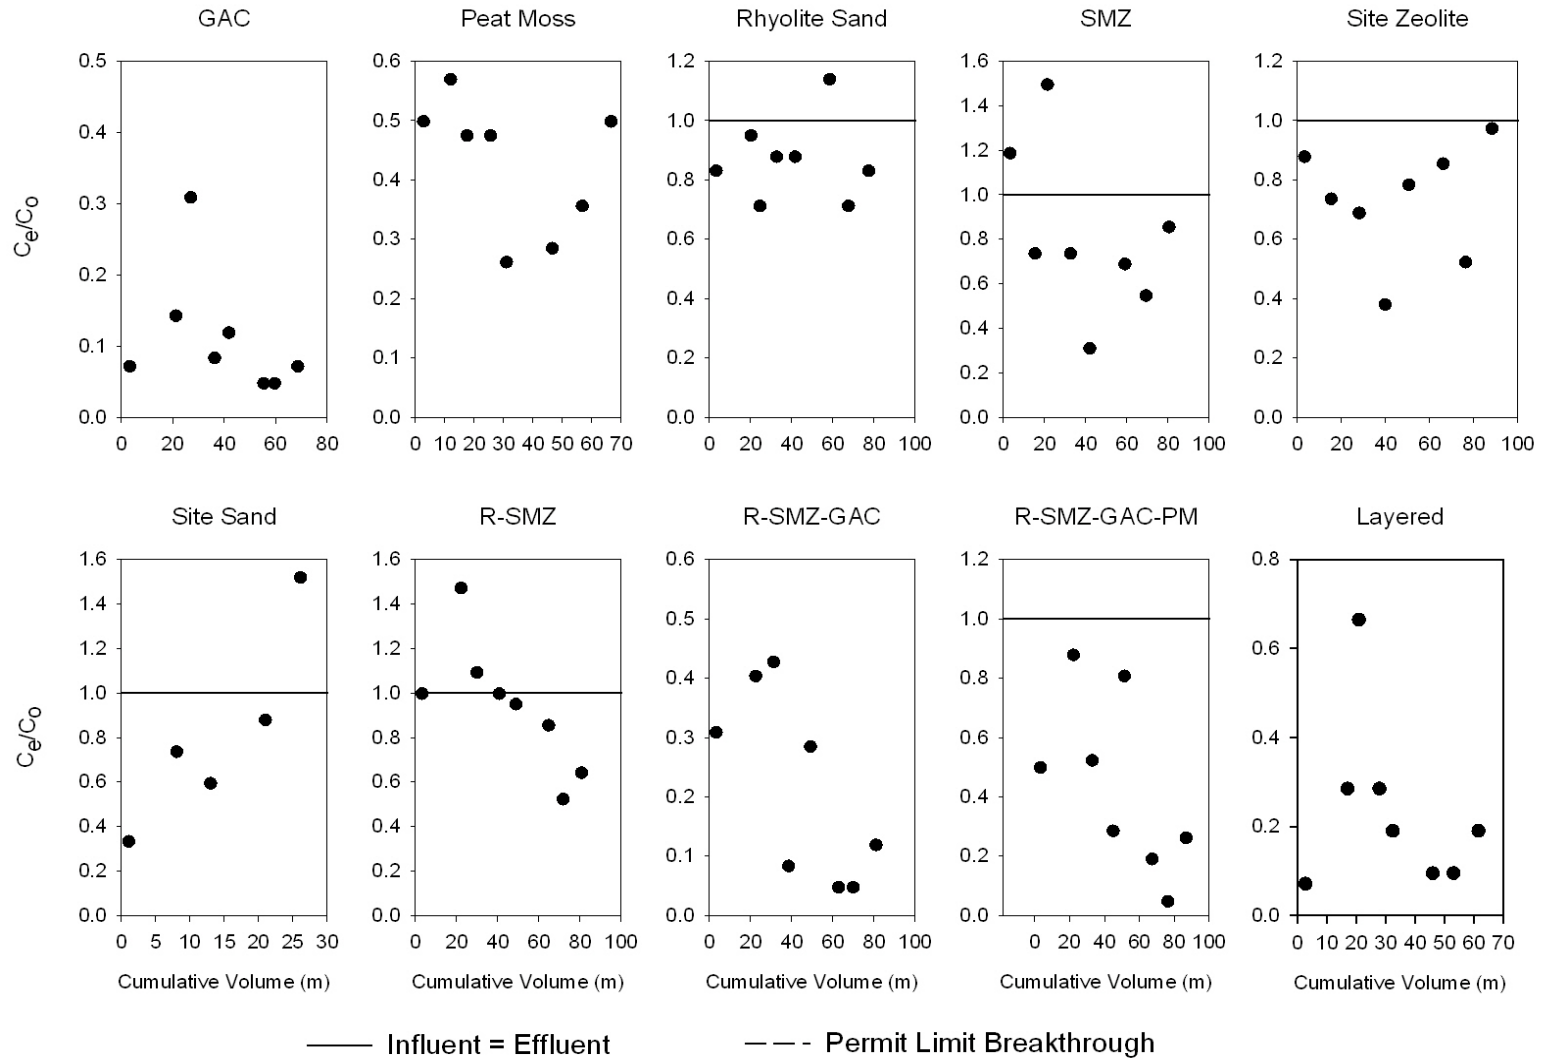 GAC Peat Moss Rhyolite Sand SMZ Site Zeolite
0.5 0.6 1.2 1.6 1.2
0.5 1.4
0.4 1.0 1.0
0.4 1.2
0.3 0.8 1.0 0.8
0.3 0.6 0.8 0.6
0.2
0.2 0.4 0.6 0.4
0.1 0.4
0.1 0.2 0.2
0.2
0.0 0.0 0.0 0.0 0.0
Ce/Co
0 20 40 60 80 0 10 20 30 40 50 60 70 0 20 40 60 80 100 0 20 40 60 80 100 0 20 40 60 80 100
Site Sand R-SMZ R-SMZ-GAC R-SMZ-GAC-PM Layered
1.6 1.6 0.6 1.2 0.8
1.4 1.4
0.5 1.0
1.2 1.2 0.6
1.0 1.0 0.4 0.8
0.8 0.8 0.3 0.6 0.4
0.6 0.6
0.2 0.4
0.4 0.4 0.2
0.1 0.2
0.2 0.2
0.0 0.0 0.0 0.0 0.0
Ce/Co
0 5 10 15 20 25 30 0 20 40 60 80 100 0 20 40 60 80 100 0 20 40 60 80 100 0 10 20 30 40 50 60 70
Cumulative Volume (m) Cumulative Volume (m) Cumulative Volume (m) Cumulative Volume (m) Cumulative Volume (m)
Influent = Effluent Permit Limit Breakthrough